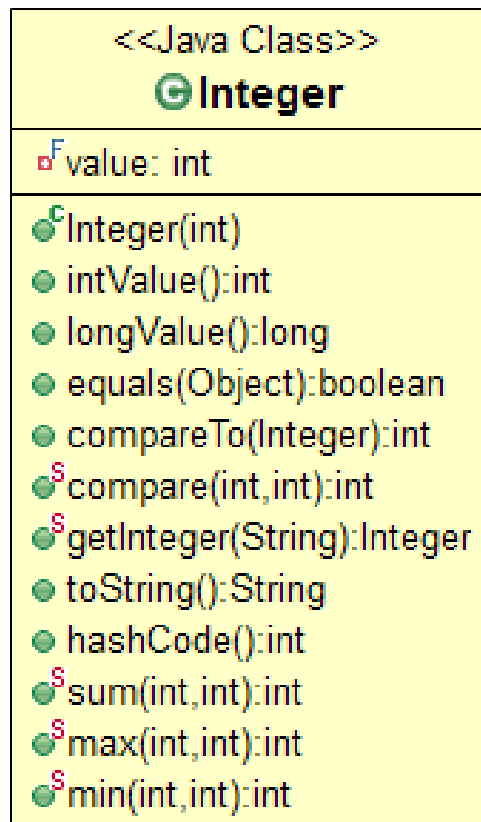 <<Java Class>>
C Integer
F value: int
C Integer(int)
intValue():int
longValue():long
equals(Object):boolean
compareTo(Integer):int
S compare(int,int):int
S getInteger(String):Integer
toString():String
hashCode():int
S sum(int,int):int
S max(int,int):int
S min(int,int):int